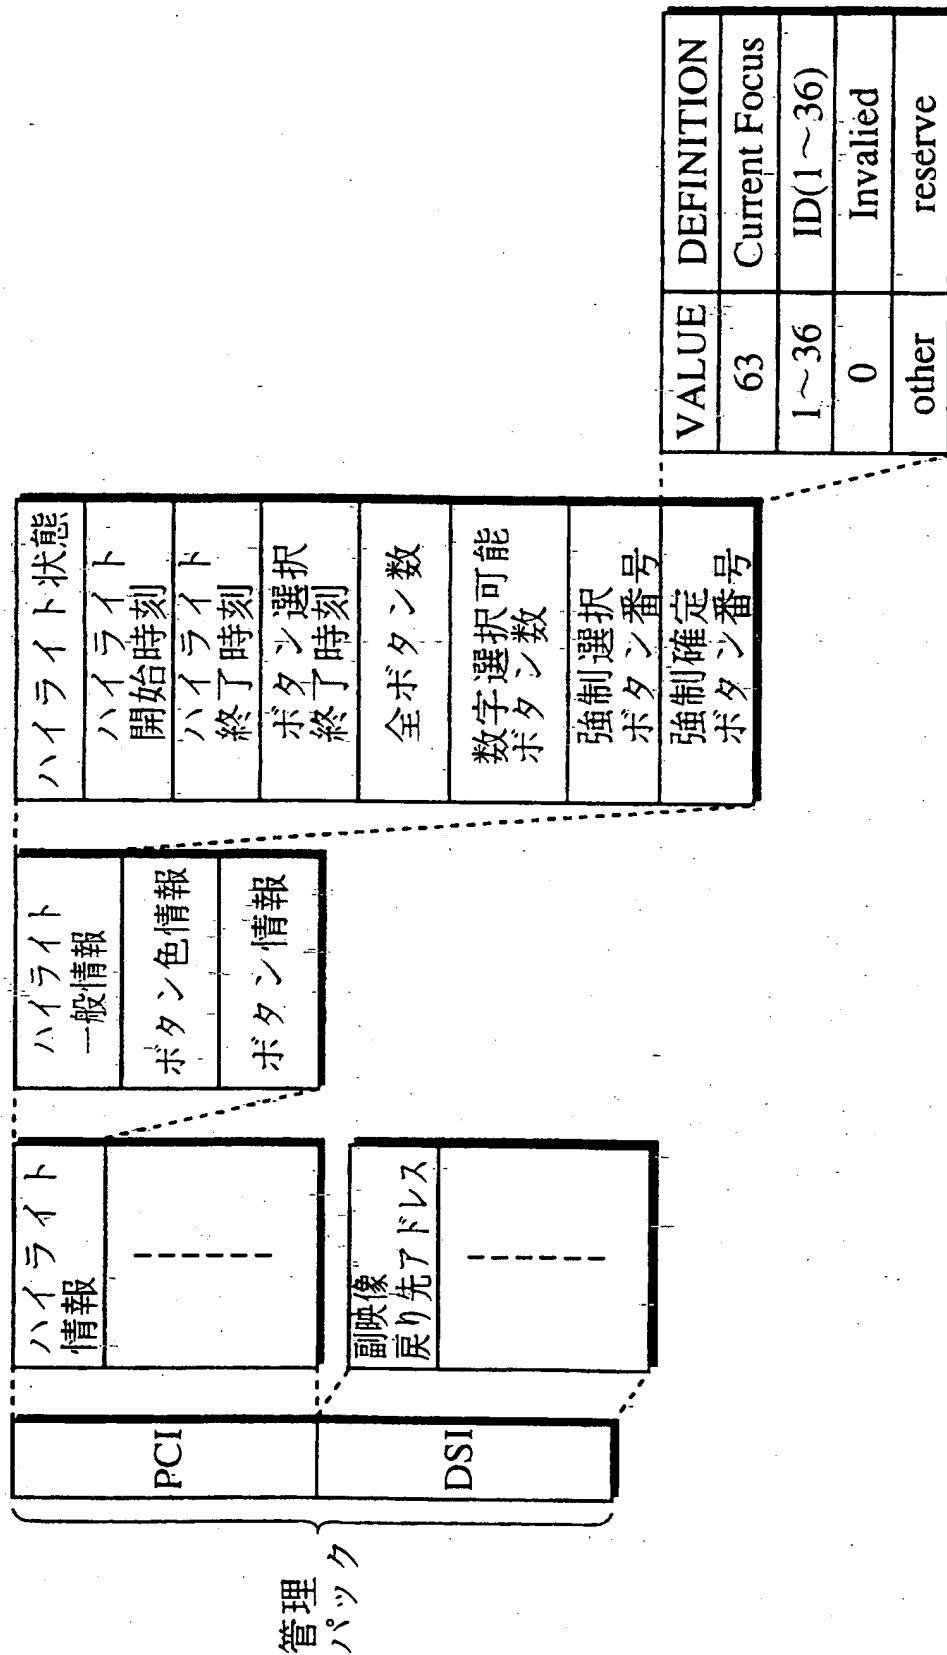 管理
パック
PCI
DSI
ハイライト
情報
副映像
戻り先アドレス
ハイライト
一般情報
ボタン色情報
ボタン情報
ハイライト状態
ハイライト
開始時刻
ハイライト
終了時刻
ボタン選択
終了時刻
全ボタン数
数字選択可能
ボタン数
強制選択
ボタン番号
強制確定
ボタン番号
VALUE DEFINITION
63 Current Focus
1～36 ID(1～36)
0 Invalied
other reserve